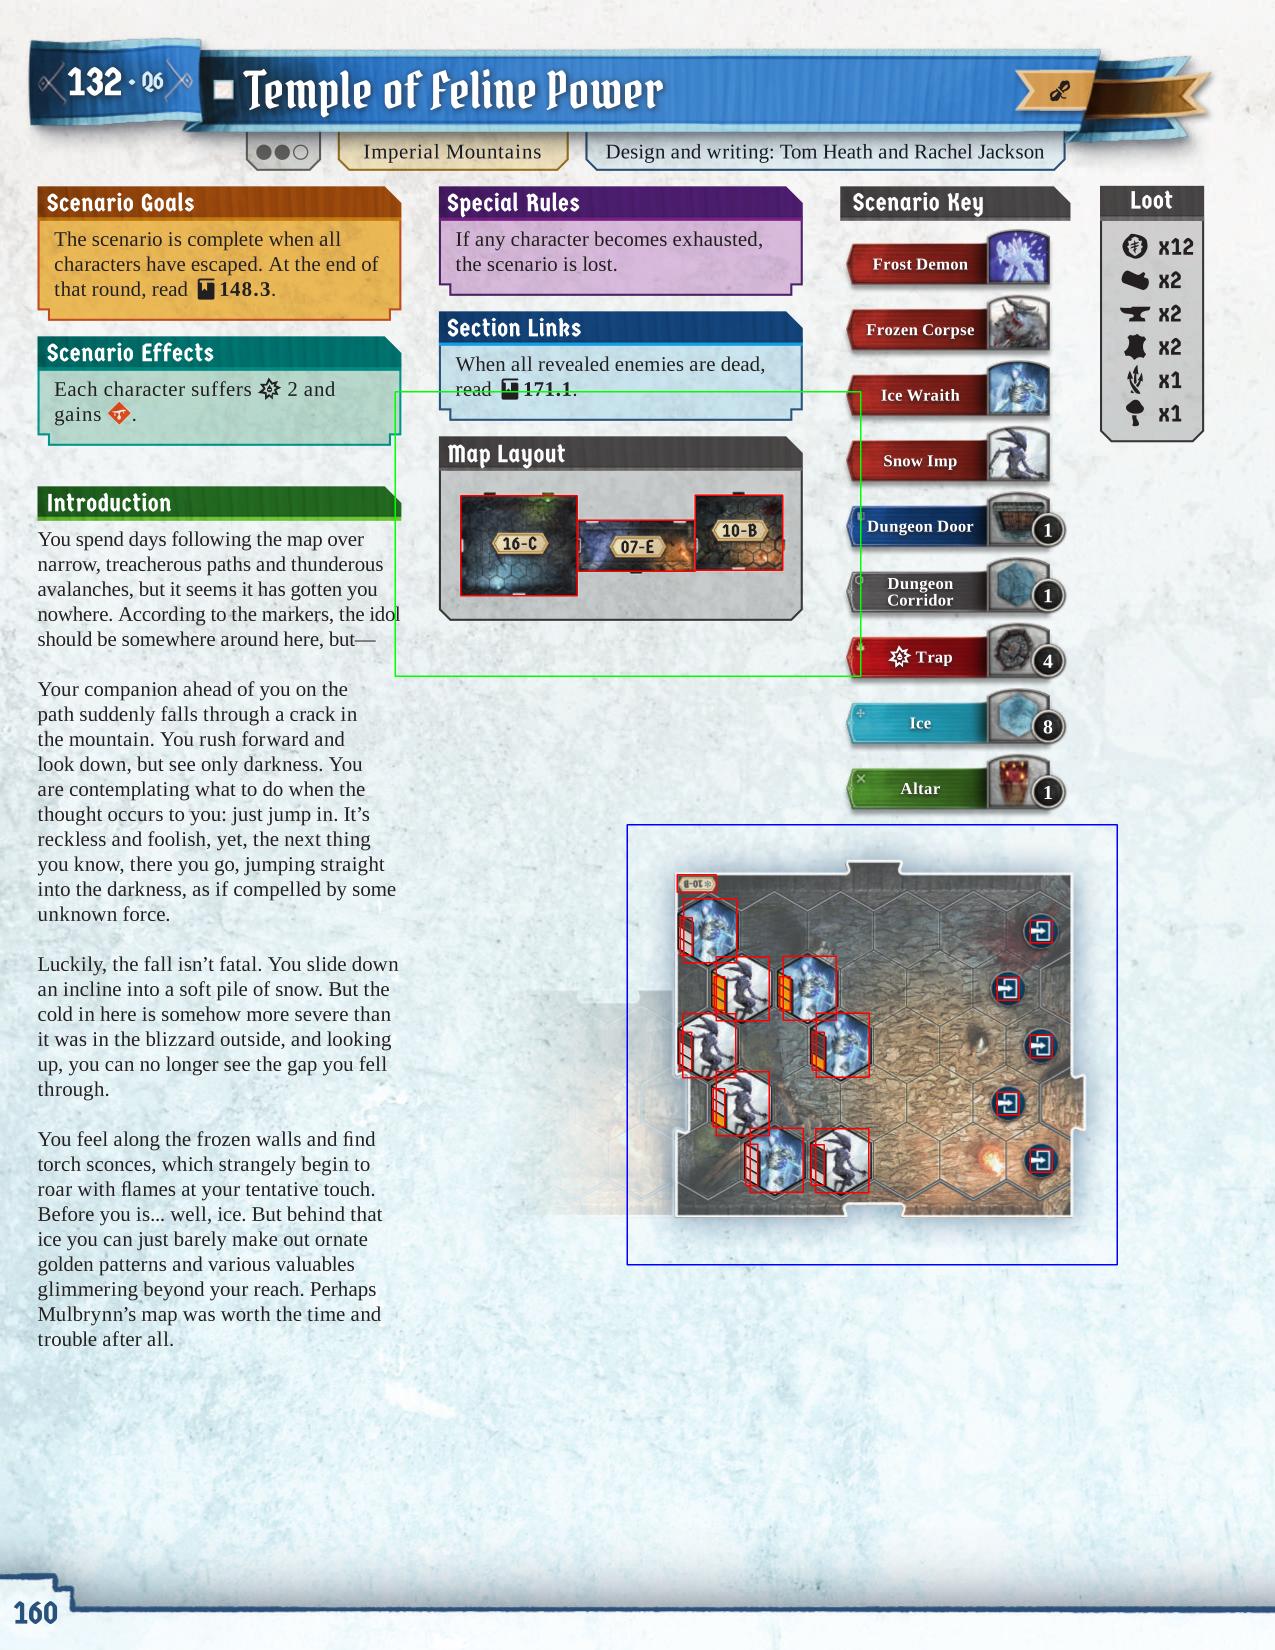 132 · Q6
Temple of Feline Power
Imperial Mountains
Design and writing: Tom Heath and Rachel Jackson
Scenario Goals
The scenario is complete when all
characters have escaped. At the end of
that round, read 148.3.
Scenario Effects
Each character suffers 2 and
gains .
Introduction
You spend days following the map over
narrow, treacherous paths and thunderous
avalanches, but it seems it has gotten you
nowhere. According to the markers, the idol
should be somewhere around here, but—
Your companion ahead of you on the
path suddenly falls through a crack in
the mountain. You rush forward and
look down, but see only darkness. You
are contemplating what to do when the
thought occurs to you: just jump in. It’s
reckless and foolish, yet, the next thing
you know, there you go, jumping straight
into the darkness, as if compelled by some
unknown force.
Luckily, the fall isn’t fatal. You slide down
an incline into a soft pile of snow. But the
cold in here is somehow more severe than
it was in the blizzard outside, and looking
up, you can no longer see the gap you fell
through.
You feel along the frozen walls and find
torch sconces, which strangely begin to
roar with flames at your tentative touch.
Before you is... well, ice. But behind that
ice you can just barely make out ornate
golden patterns and various valuables
glimmering beyond your reach. Perhaps
Mulbrynn’s map was worth the time and
trouble after all.
Special Rules
If any character becomes exhausted,
the scenario is lost.
Section Links
When all revealed enemies are dead,
read 171.1.
Map Layout
16-C
07-E
10-B
Scenario Key
Frost Demon
Frozen Corpse
Ice Wraith
Snow Imp
Dungeon Door
1
Dungeon
Corridor
1
Trap
4
Ice
8
Altar
1
Loot
x12
x2
x2
x2
x1
x1
10-B
160